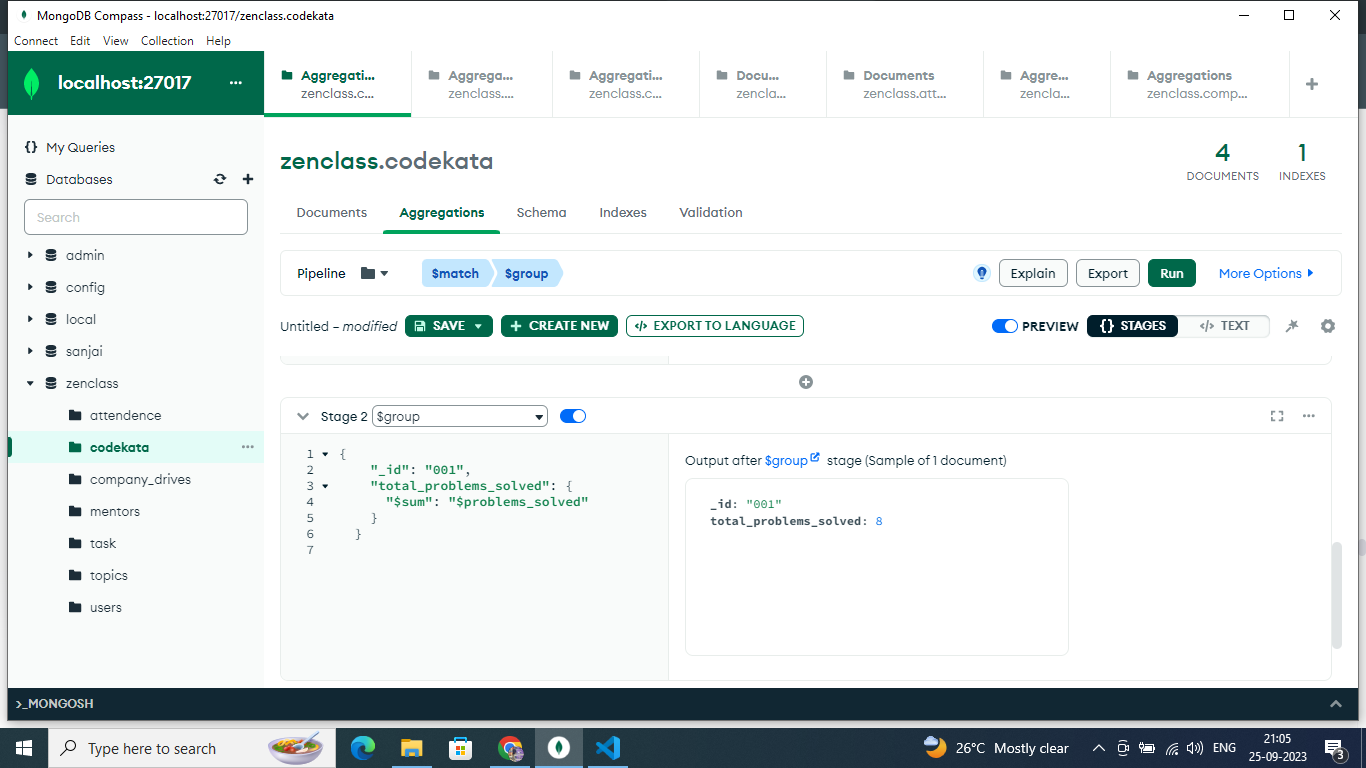 MongoDB Compass - localhost:27017/zenclass.codekata
Connect Edit View Collection Help
localhost:27017 ...
Aggregati... zenclass.c...
Aggrega... zenclass....
Aggregati... zenclass.c...
Docu... zencla...
Documents zenclass.att...
Aggre... zencla...
Aggregations zenclass.comp...
My Queries
Databases
Search
admin
config
local
sanjai
zenclass
attendence
codekata
company_drives
mentors
task
topics
users
zenclass.codekata
4 DOCUMENTS
1 INDEXES
Documents Aggregations Schema Indexes Validation
Pipeline $match $group Explain Export Run More Options
Untitled – modified SAVE + CREATE NEW </> EXPORT TO LANGUAGE PREVIEW {} STAGES </> TEXT
Stage 2 $group
1 {
2 "_id": "001",
3 "total_problems_solved": {
4 "$sum": "$problems_solved"
5 }
6 }
7
Output after $group stage (Sample of 1 document)
_id: "001"
total_problems_solved: 8
>_MONGOSH
Type here to search
26°C Mostly clear
ENG
21:05
25-09-2023
3